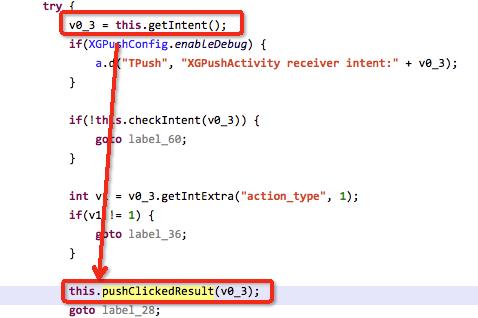 try {
v0_3 = this.getIntent();
if(XGPushConfig.enableDebug) {
a.d("TPush", "XGPushActivity receiver intent:" + v0_3);
}
if(!this.checkIntent(v0_3)) {
goto label_60;
}
int v1 = v0_3.getIntExtra("action_type", 1);
if(v1 != 1) {
goto label_36;
}
this.pushClickedResult(v0_3);
goto label_28;